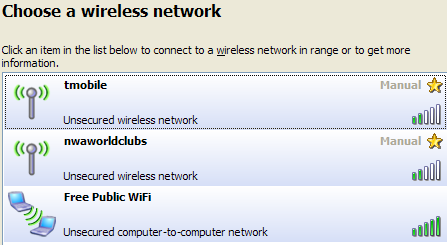 Choose a wireless network
Click an item in the list below to connect to a wireless network in range or to get more
information.
tmobile
Manual
Unsecured wireless network
nwaworldclubs
Manual
Unsecured wireless network
Free Public WiFi
Unsecured computer-to-computer network